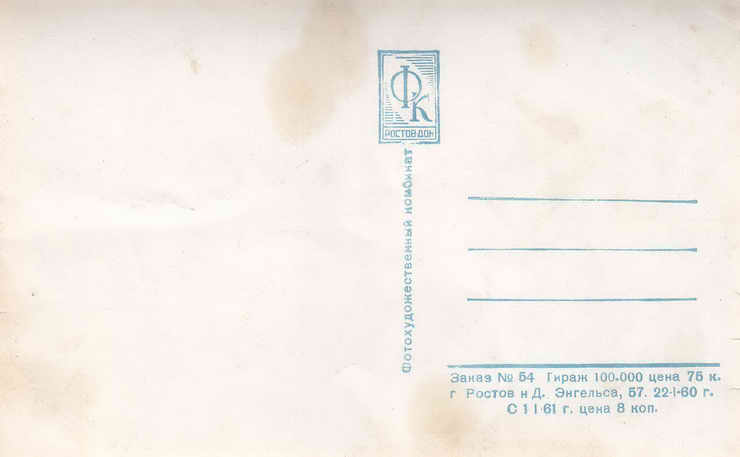 ФК
РОСТОВ-ДОН
Фотохудожественный комбинат
Заказ № 54 Тираж 100.000 цена 75 к.
г Ростов н Д. Энгельса, 57. 22-I-60 г.
С 1 I-61 г. цена 8 коп.